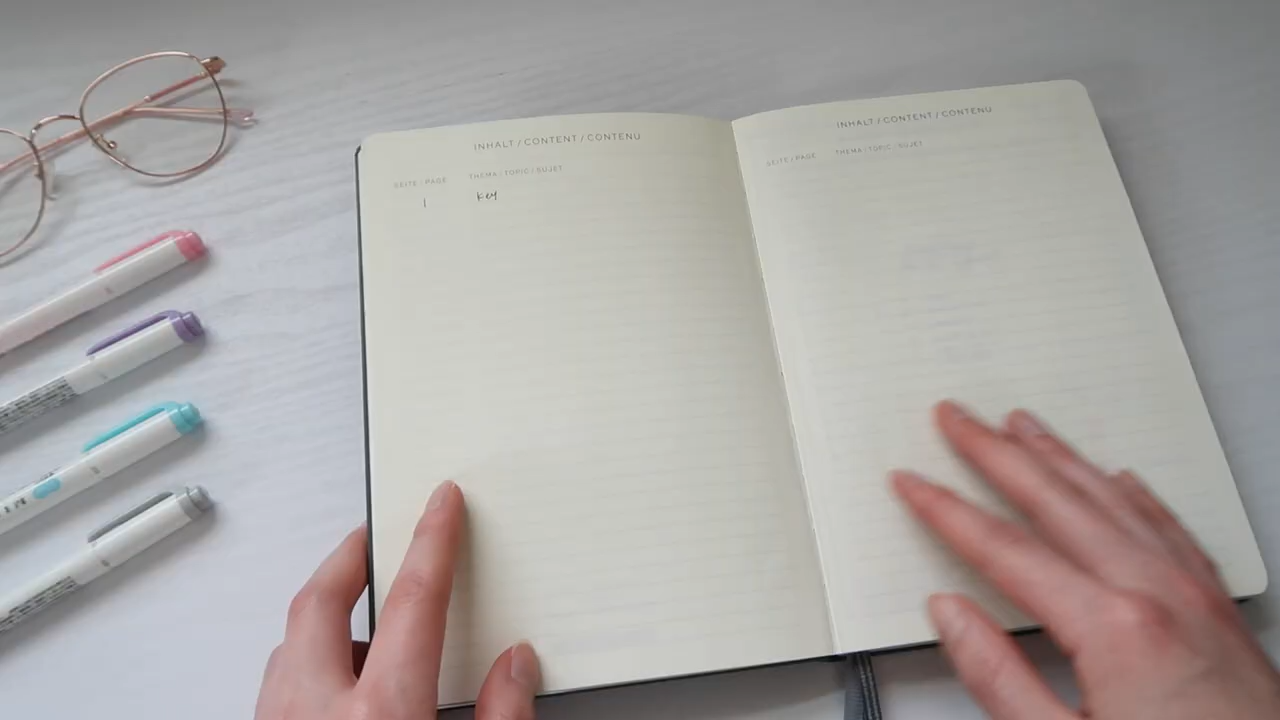 INHALT / CONTENT / CONTENU
SEITE / PAGE THEMA / TOPIC / SUJET
1 Key
INHALT / CONTENT / CONTENU
SEITE / PAGE THEMA / TOPIC / SUJET